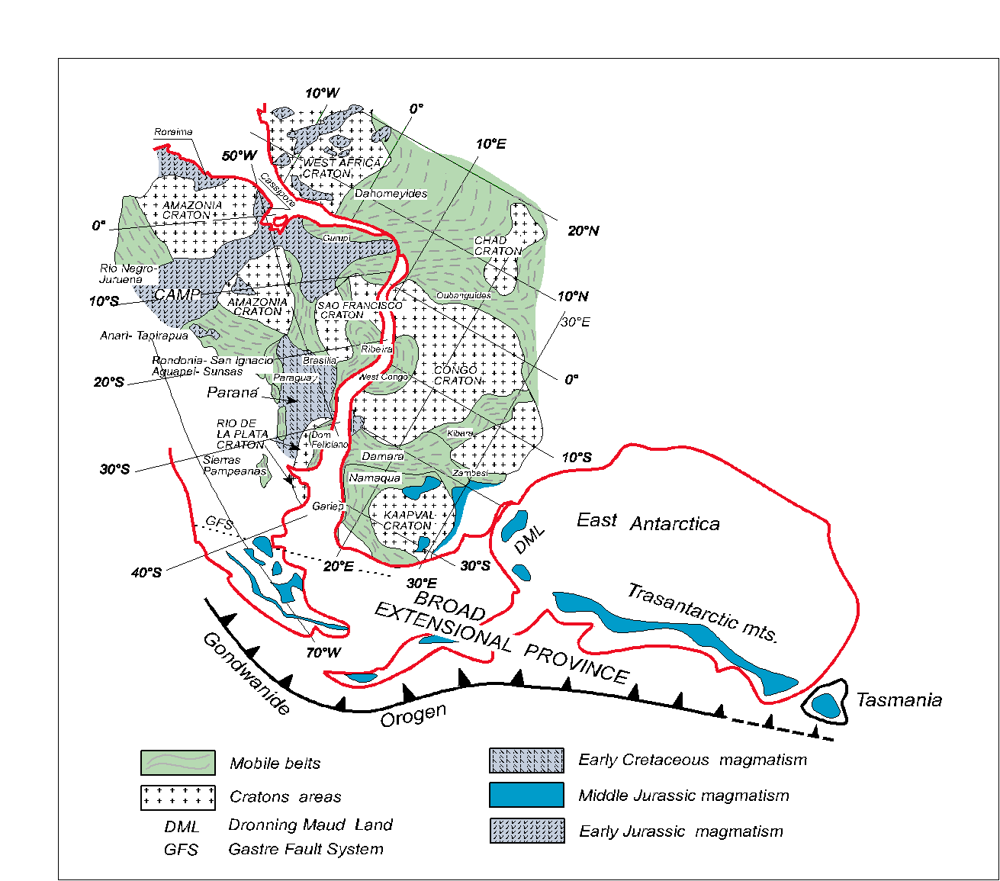 10°W
0°
Roraima
10°E
50°W
WEST AFRICA
CRATON
Cassipore
Dahomeyides
AMAZONIA
CRATON
0°
20°N
Gurupi
CHAD
CRATON
Rio Negro-
Juruena
CAMP
10°S
Oubanguides
10°N
AMAZONIA
CRATON
SAO FRANCISCO
CRATON
30°E
Anari- Tapirapua
Ribeira
Rondonia- San Ignacio
Aguapei- Sunsas
Brasilia
20°S
Paraguay
West Congo
CONGO
CRATON
0°
Paraná
RIO DE
LA PLATA
CRATON
Dom
Feliciano
Kibara
Sierras
Pampeanas
Damara
10°S
30°S
Namaqua
Zambesi
Gariep
KAAPVAL
CRATON
GFS
East Antarctica
DML
40°S
20°E
30°S
30°E
BROAD
EXTENSIONAL PROVINCE
Trasantarctic mts.
70°W
Gondwanide
Orogen
Tasmania
Mobile belts
Cratons areas
DML Dronning Maud Land
GFS Gastre Fault System
Early Cretaceous magmatism
Middle Jurassic magmatism
Early Jurassic magmatism